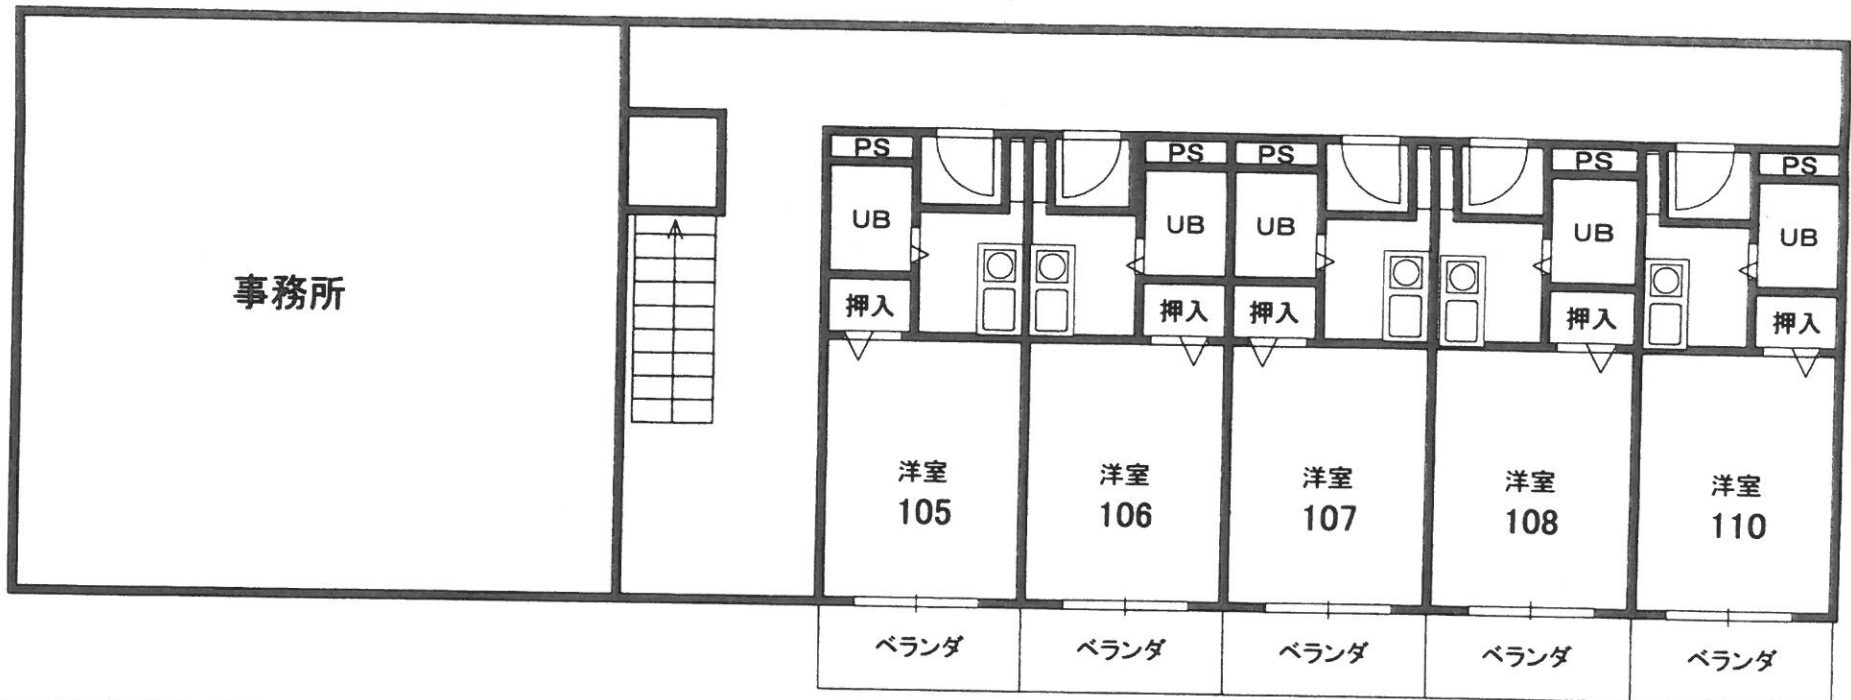 PS
PS
PS
PS
PS
UB
UB
UB
UB
UB
事務所
押入
押入
押入
押入
押入
洋室
105
洋室
106
洋室
107
洋室
108
洋室
110
ベランダ
ベランダ
ベランダ
ベランダ
ベランダ